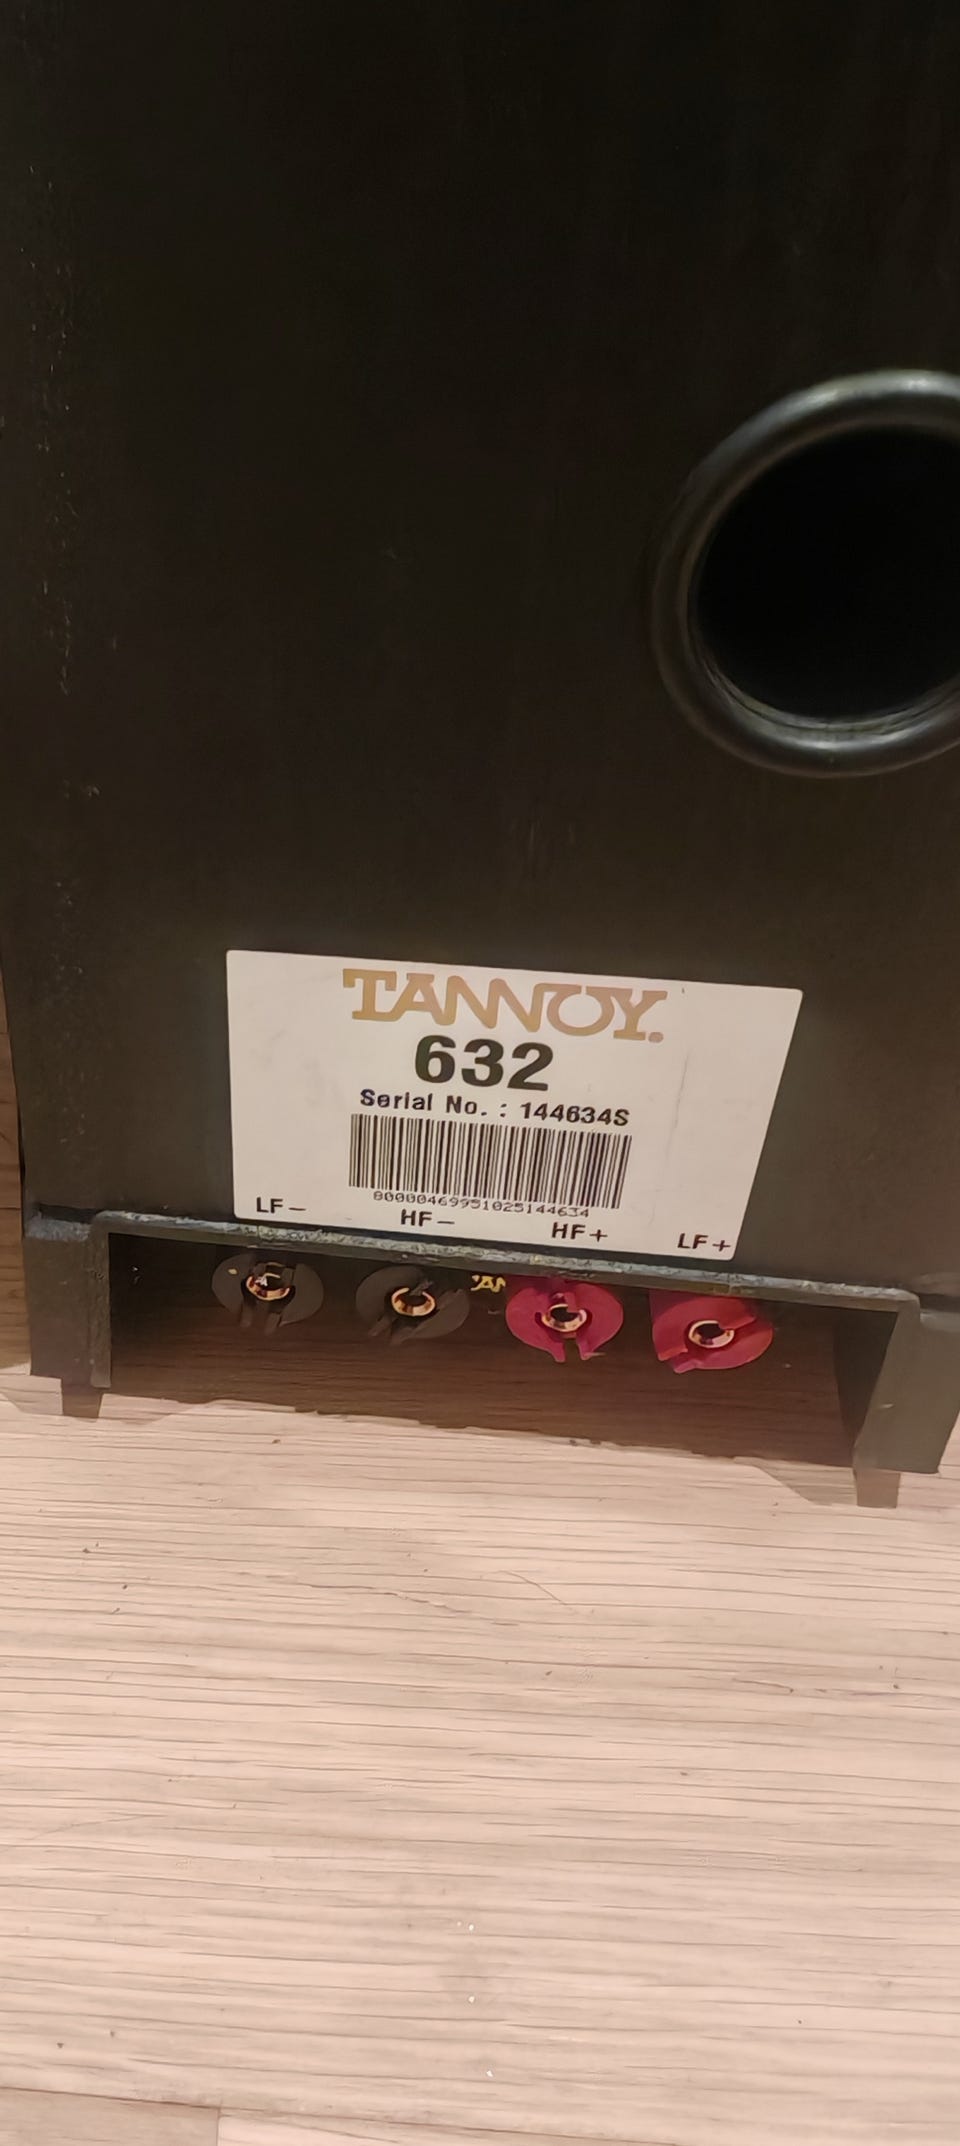 TANNOY.
632
Serial No. : 144634S
80000469951025144634
LF− HF− HF+ LF+